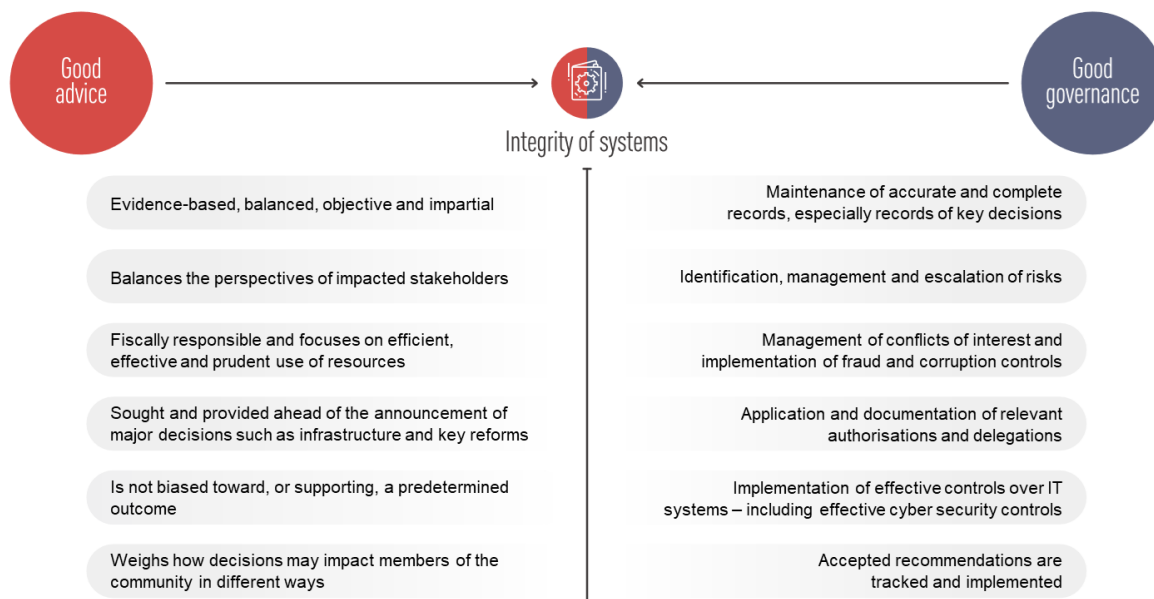 Good
advice
Good
governance
Integrity of systems
Evidence-based, balanced, objective and impartial
Maintenance of accurate and complete
records, especially records of key decisions
Balances the perspectives of impacted stakeholders
Identification, management and escalation of risks
Fiscally responsible and focuses on efficient,
effective and prudent use of resources
Management of conflicts of interest and
implementation of fraud and corruption controls
Sought and provided ahead of the announcement of
major decisions such as infrastructure and key reforms
Application and documentation of relevant
authorisations and delegations
Is not biased toward, or supporting, a predetermined
outcome
Implementation of effective controls over IT
systems – including effective cyber security controls
Weighs how decisions may impact members of the
community in different ways
Accepted recommendations are
tracked and implemented